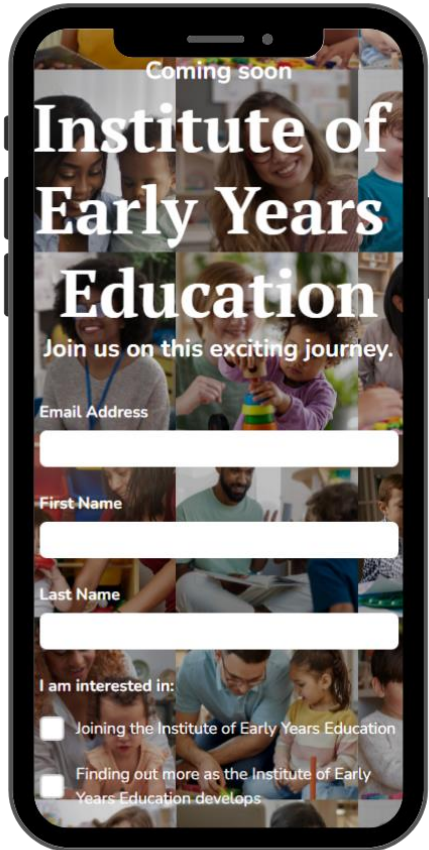 Coming soon
Institute of
Early Years
Education
Join us on this exciting journey.
Email Address
First Name
Last Name
I am interested in:
Joining the Institute of Early Years Education
Finding out more as the Institute of Early
Years Education develops